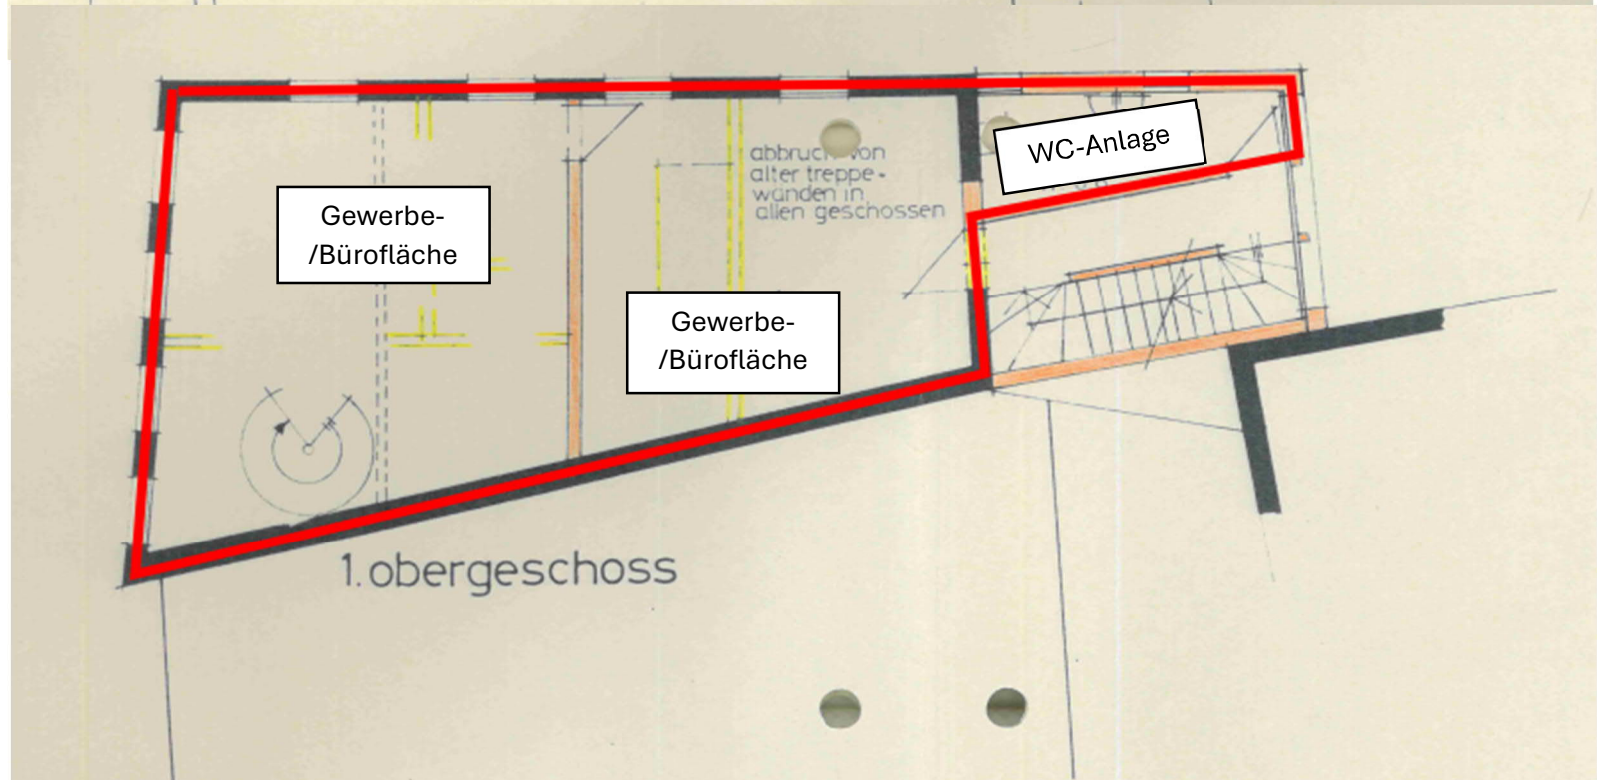 WC-Anlage
abbruch von
alter treppe-
wänden in
allen geschossen
Gewerbe-
/Bürofläche
Gewerbe-
/Bürofläche
1.obergeschoss